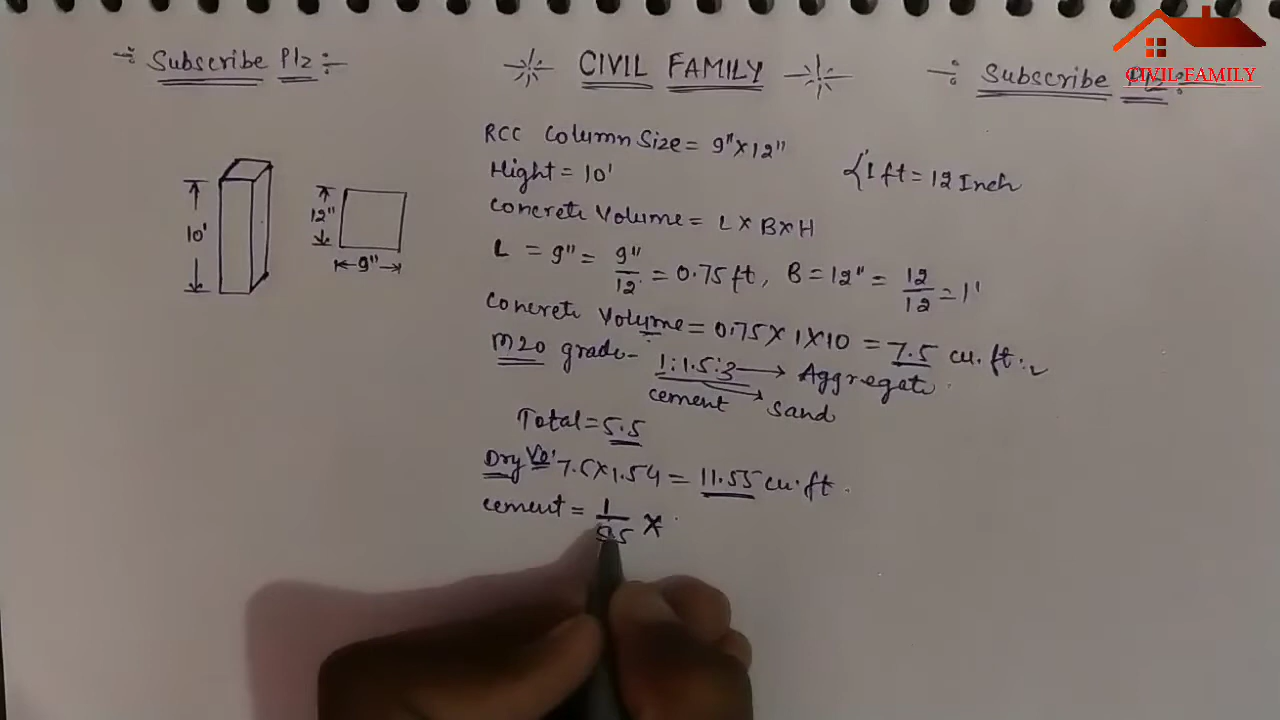 -:- Subscribe Plz :-
CIVIL FAMILY
-:- Subscribe Plz :-
CIVIL FAMILY
RCC Column Size = 9" X 12"
Hight = 10'
{1 ft = 12 Inch
Concrete Volume = L X B X H
L = 9" = 9"/12 = 0.75 ft, B = 12" = 12/12 = 1'
Concrete Volume = 0.75 X 1 X 10 = 7.5 cu.ft.
M20 grade - 1:1.5:3 → Aggregate
cement → Sand
Total = 5.5
Dry Vo' 7.5 X 1.54 = 11.55 cu.ft.
cement = 1/5.5 X
10'
12"
9"